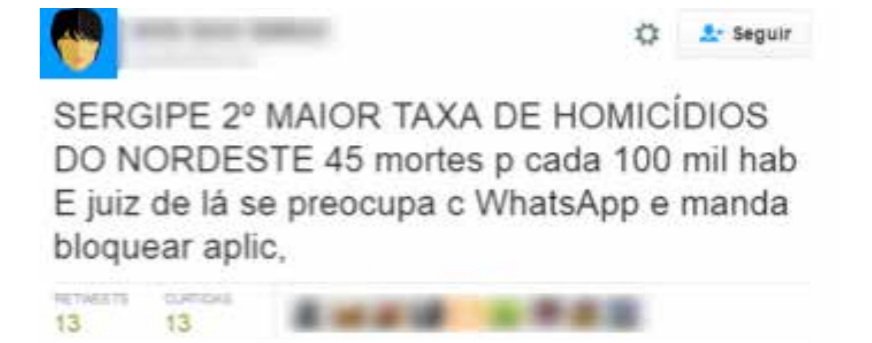 Seguir
SERGIPE 2º MAIOR TAXA DE HOMICÍDIOS
DO NORDESTE 45 mortes p cada 100 mil hab
E juiz de lá se preocupa c WhatsApp e manda
bloquear aplic,
RETWEETS CURTIDAS
13 13